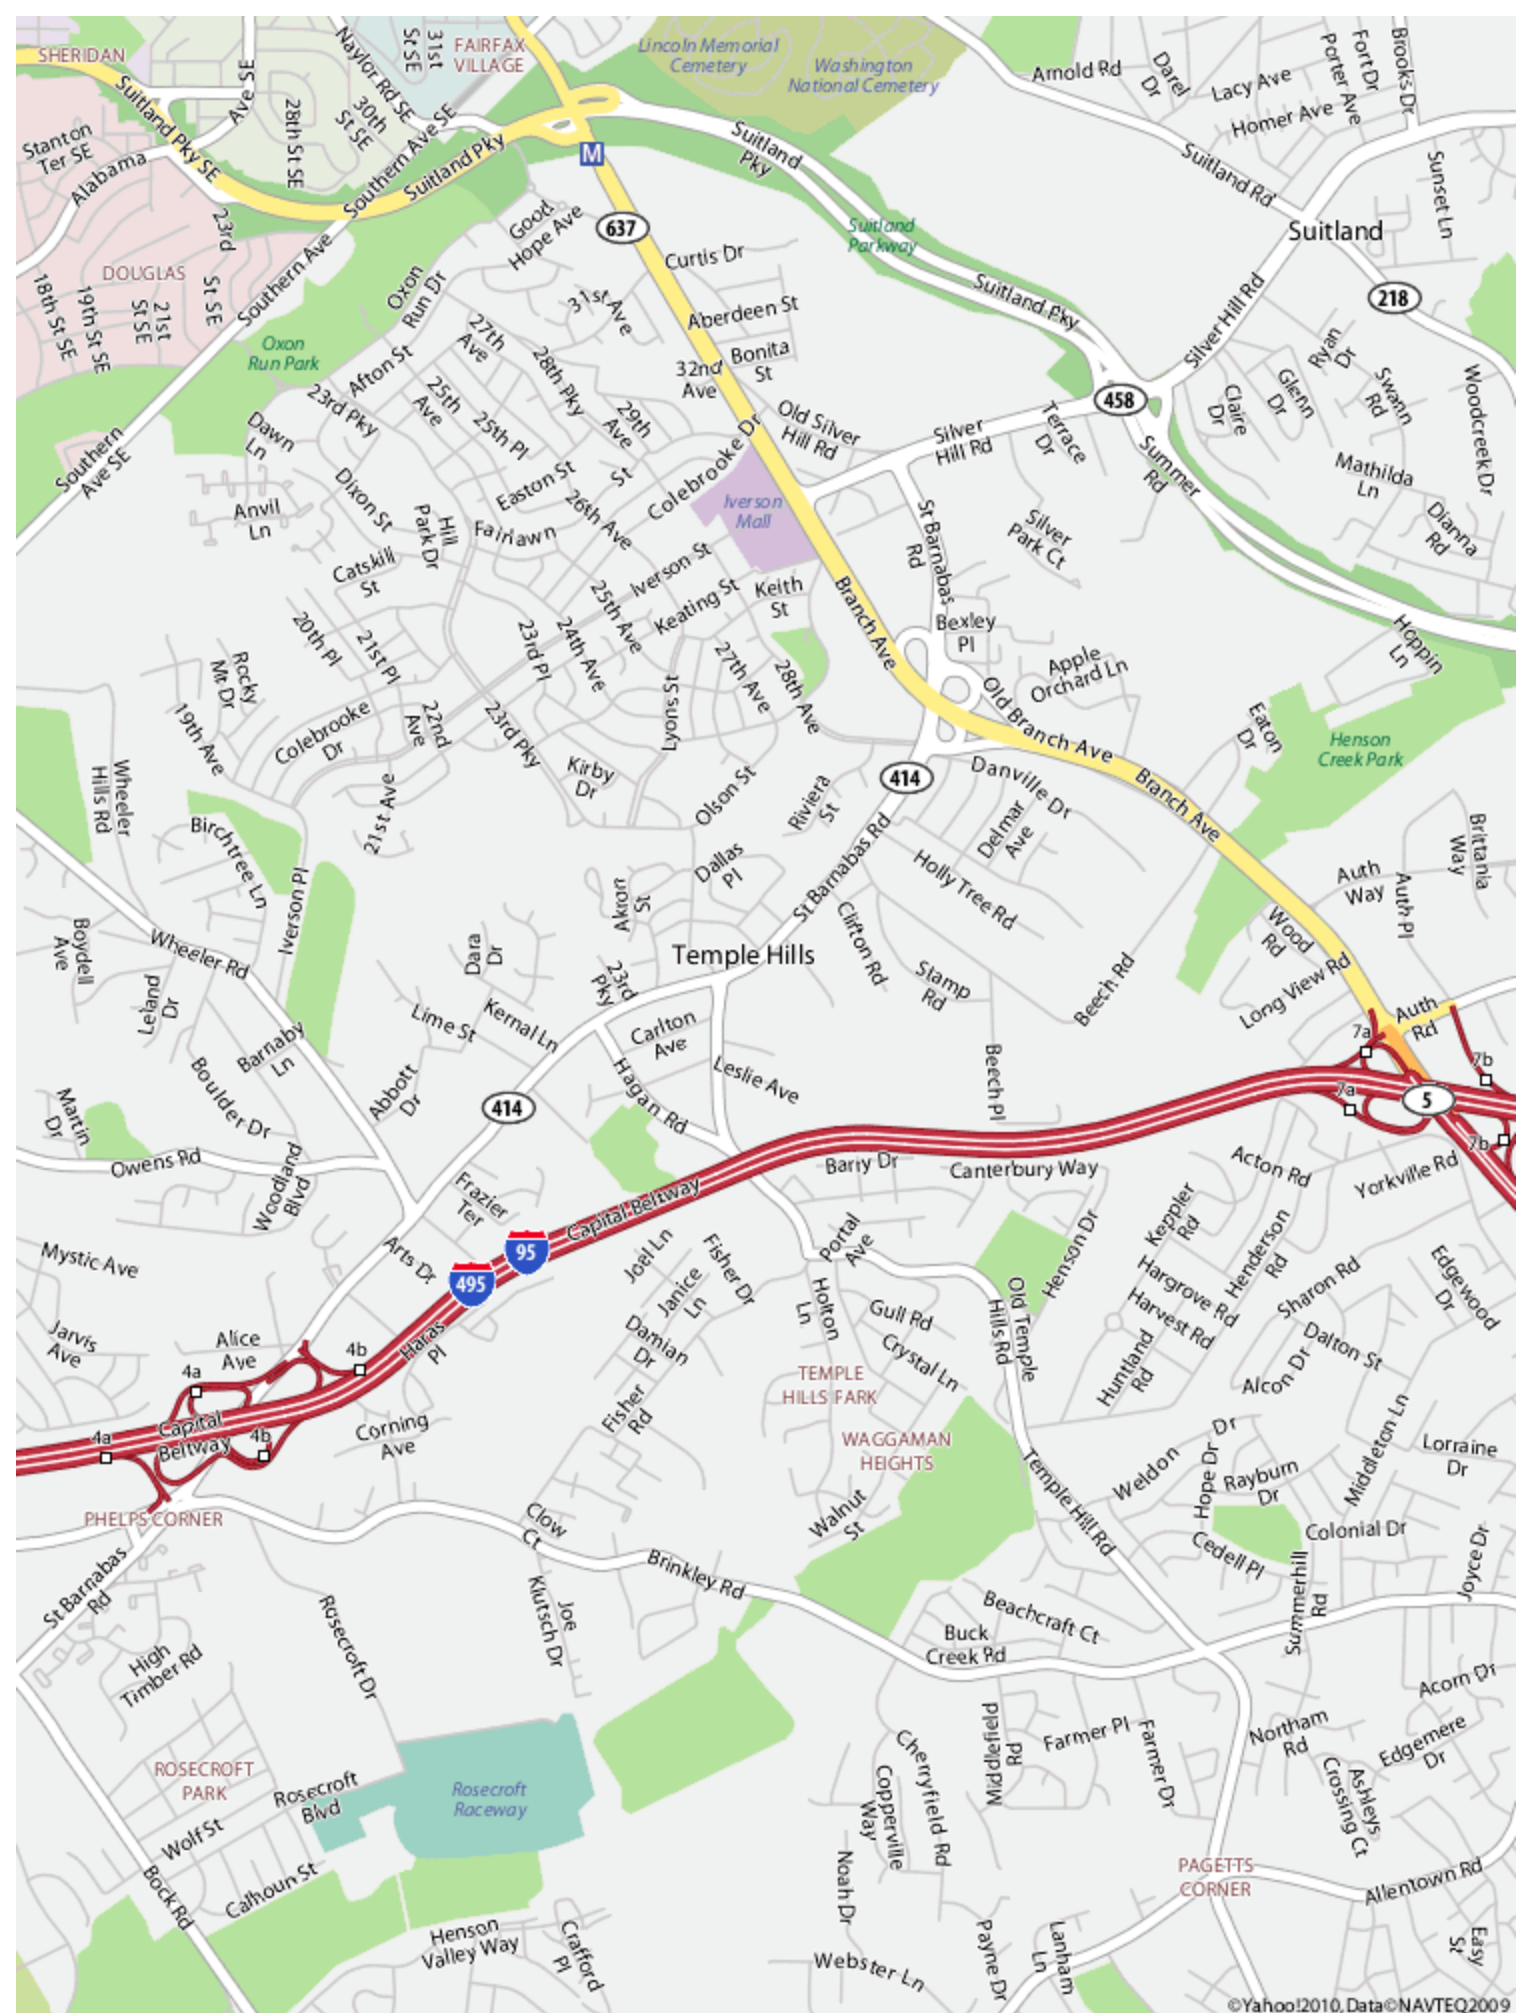 SHERIDAN
Suitland Pky SE
Ave SE
Naylor Rd SE
31st
St SE
FAIRFAX
VILLAGE
Lincoln Memorial
Cemetery
Washington
National Cemetery
Arnold Rd
Darel
Dr
Lacy Ave
Homer Ave
Porter Ave
Fort Dr
Brooks Dr
Stanton
Ter SE
Alabama
28th St SE
30th
St SE
Southern Ave SE
Suitland Pky
M
Suitland
Pky
Suitland Rd
Sunset Ln
Suitland
23rd
St SE
Good
Hope Ave
637
Curtis Dr
Suitland
Parkway
DOUGLAS
18th St SE
19th St SE
21st
St SE
Southern Ave
Oxon
Run Dr
31st Ave
Aberdeen St
Suitland Pky
Silver Hill Rd
218
Oxon
Run Park
Afton St
27th
Ave
28th Pky
32nd
Ave
Bonita
St
Ryan
Dr
Glenn
Dr
Swann
Rd
Woodcreek Dr
23rd Pky
25th
Ave
25th Pl
29th
Ave
St
Colebrooke Dr
Old Silver
Hill Rd
Silver
Hill Rd
Terrace
Dr
458
Claire
Dr
Dawn
Ln
Southern
Ave SE
Summer
Rd
Mathilda
Ln
Dianna
Rd
Anvil
Ln
Dixon St
Hill
Park Dr
Easton St
Fairlawn
26th Ave
Iverson
Mall
St Barnabas
Rd
Silver
Park Ct
Catskill
St
Iverson St
Keating St
Keith
St
Branch Ave
Bexley
Pl
Hoppin
Ln
20th Pl
21st Pl
23rd Pl
24th Ave
25th Ave
27th Ave
28th Ave
Apple
Orchard Ln
Rocky
Mt Dr
19th Ave
Colebrooke
Dr
22nd
Ave
23rd Pky
Lyons St
Old Branch Ave
Eaton
Dr
Henson
Creek Park
Wheeler
Hills Rd
21st Ave
Kirby
Dr
Olson St
Riviera
St
414
Danville Dr
Branch Ave
Birchtree Ln
Iverson Pl
Dallas
Pl
St Barnabas Rd
Delmar
Ave
Holly Tree Rd
Auth
Way
Auth Pl
Brittania
Way
Boydell
Ave
Wheeler Rd
Akron
St
Dara
Dr
Temple Hills
Clifton Rd
Stamp
Rd
Wood
Rd
Long View Rd
Beech Rd
Leland
Dr
Barnaby
Ln
Lime St
Kernal Ln
23rd
Pky
Carlton
Ave
Auth
Rd
7a
7b
Martin
Dr
Boulder Dr
Abbott
Dr
414
Hagan Rd
Leslie Ave
Beech Pl
7a
5
7b
Owens Rd
Woodland
Blvd
Frazier
Ter
Capital Beltway
Barry Dr
Canterbury Way
Acton Rd
Yorkville Rd
Mystic Ave
Arts Dr
95
495
Joel Ln
Fisher Dr
Janice
Ln
Portal
Ave
Henson Dr
Keppler
Rd
Henderson
Rd
Hargrove Rd
Harvest Rd
Sharon Rd
Edgewood
Dr
Jarvis
Ave
Alice
Ave
4a
4b
Haras
Pl
Damian
Dr
Holton
Ln
Gull Rd
Crystal Ln
Old Temple
Hills Rd
Huntland
Rd
Dalton St
Alcon Dr
4a
Capital
Beltway
4b
Corning
Ave
Fisher
Rd
TEMPLE
HILLS PARK
WAGGAMAN
HEIGHTS
Temple Hill Rd
Weldon
Dr
Hope Dr
Rayburn
Dr
Middleton Ln
Lorraine
Dr
PHELPS CORNER
Clow
Ct
Walnut
St
Cedell Pl
Colonial Dr
Summerhill
Rd
Joyce Dr
St Barnabas
Rd
Brinkley Rd
Rosecroft Dr
Joe
Klutsch Dr
Beachcraft Ct
Buck
Creek Rd
High
Timber Rd
Acorn Dr
Middlefield
Rd
Farmer Pl
Farmer Dr
Northam
Rd
Edgemere
Dr
ROSECROFT
PARK
Rosecroft
Blvd
Rosecroft
Raceway
Cherryfield Rd
Copperville
Way
Ashleys
Crossing Ct
Wolf St
Calhoun St
Bock Rd
Noah Dr
PAGETTS
CORNER
Allentown Rd
Henson
Valley Way
Crafford
Pl
Webster Ln
Payne Dr
Lanham
Ln
Easy
St
©Yahoo!2010, Data©NAVTEQ2009